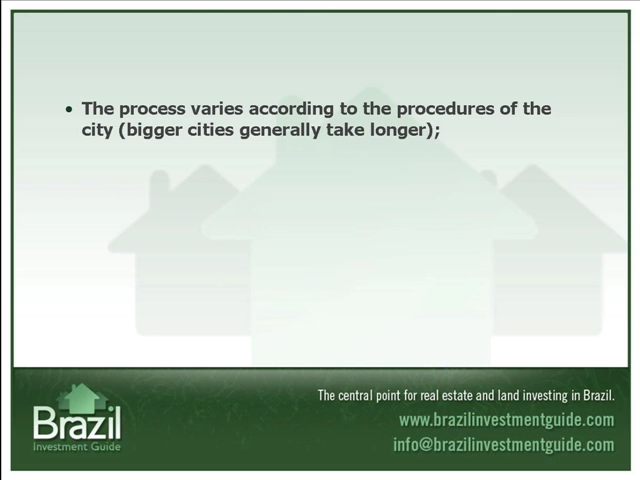 • The process varies according to the procedures of the
city (bigger cities generally take longer);
The central point for real estate and land investing in Brazil.
www.brazilinvestmentguide.com
info@brazilinvestmentguide.com
Brazil
Investment Guide